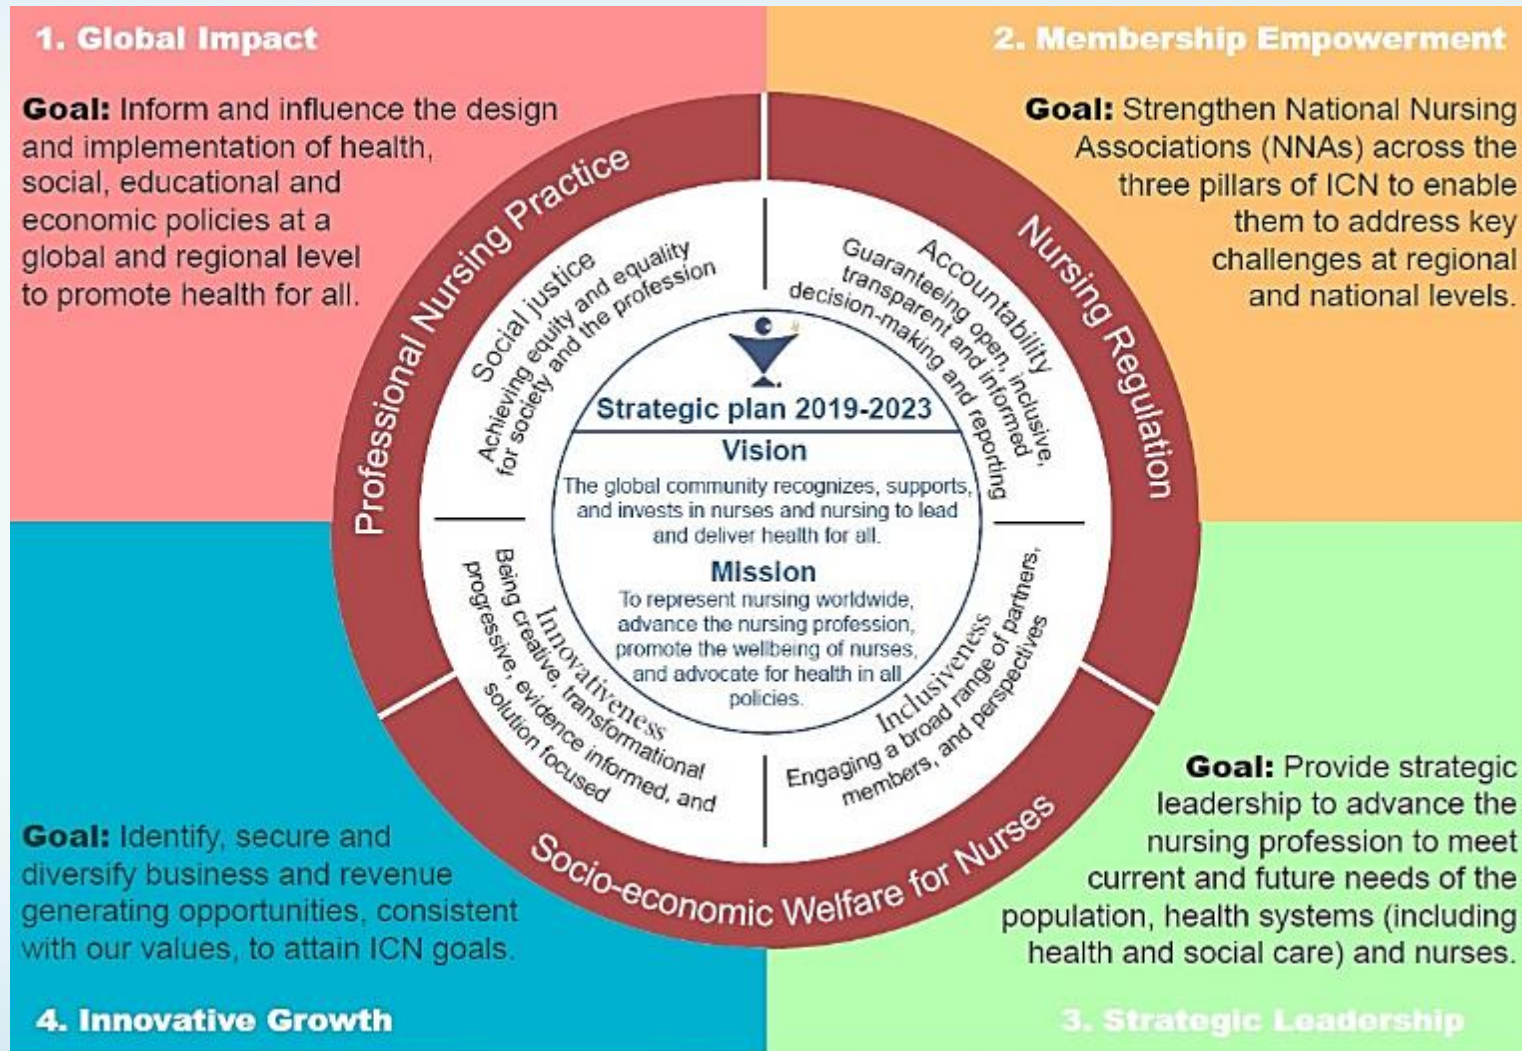 1. Global Impact
Goal: Inform and influence the design
and implementation of health,
social, educational and
economic policies at a
global and regional level
to promote health for all.
2. Membership Empowerment
Goal: Strengthen National Nursing
Associations (NNAs) across the
three pillars of ICN to enable
them to address key
challenges at regional
and national levels.
Professional Nursing Practice
Nursing Regulation
Socio-economic Welfare for Nurses
Social justice
Achieving equity and equality
for society and the profession
Accountability
Guaranteeing open, inclusive,
transparent and informed
decision-making and reporting
Strategic plan 2019-2023
Vision
The global community recognizes, supports,
and invests in nurses and nursing to lead
and deliver health for all.
Mission
To represent nursing worldwide,
advance the nursing profession,
promote the wellbeing of nurses,
and advocate for health in all
policies.
Innovativeness
Being creative, transformational
progressive, evidence informed, and
solution focused
Inclusiveness
Engaging a broad range of partners,
members, and perspectives
Goal: Identify, secure and
diversify business and revenue
generating opportunities, consistent
with our values, to attain ICN goals.
4. Innovative Growth
Goal: Provide strategic
leadership to advance the
nursing profession to meet
current and future needs of the
population, health systems (including
health and social care) and nurses.
3. Strategic Leadership